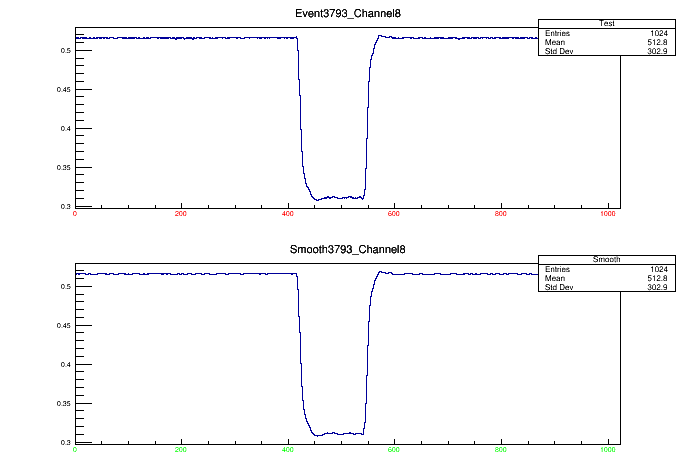 Event3793_Channel8
Test
Entries 1024
Mean 512.8
Std Dev 302.9
0.5
0.45
0.4
0.35
0.3
0 200 400 600 800 1000
Smooth3793_Channel8
Smooth
Entries 1024
Mean 512.8
Std Dev 302.9
0.5
0.45
0.4
0.35
0.3
0 200 400 600 800 1000